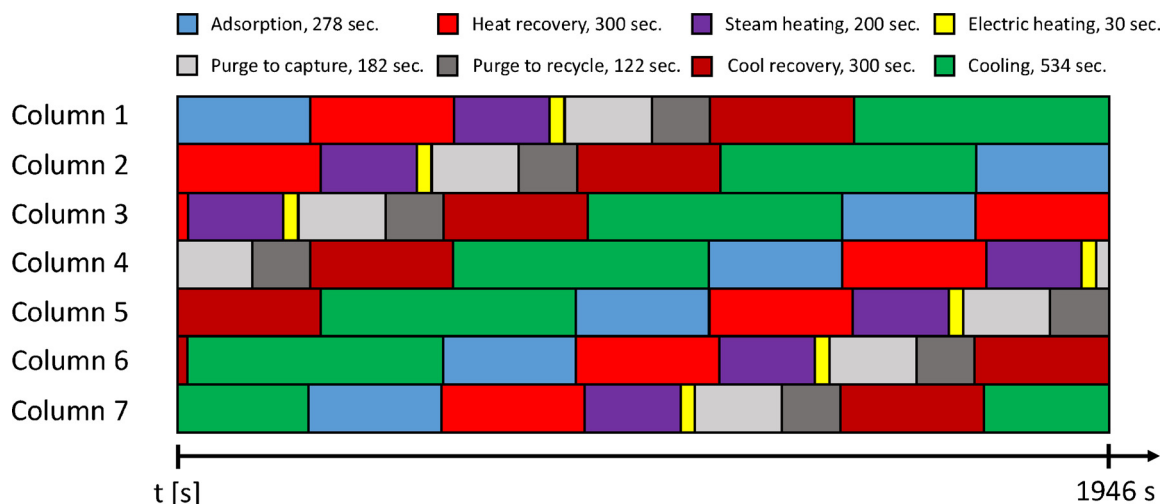 Adsorption, 278 sec. Heat recovery, 300 sec. Steam heating, 200 sec. Electric heating, 30 sec.
Purge to capture, 182 sec. Purge to recycle, 122 sec. Cool recovery, 300 sec. Cooling, 534 sec.
Column 1
Column 2
Column 3
Column 4
Column 5
Column 6
Column 7
t [s] 1946 s